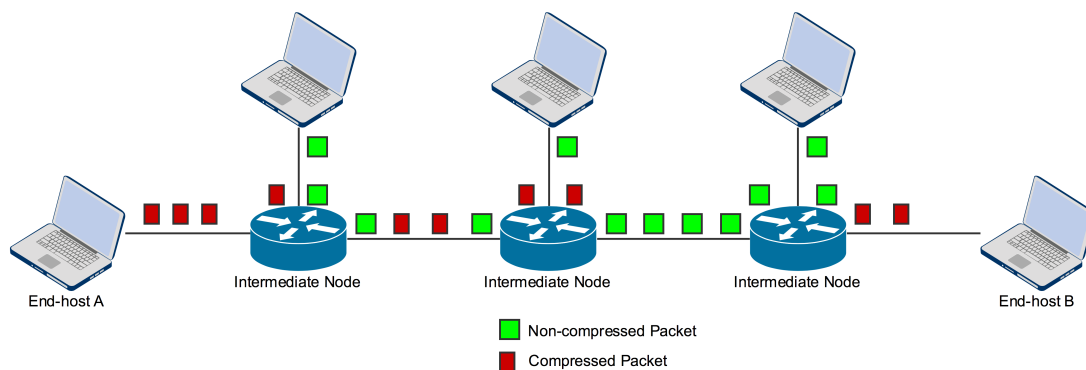 Intermediate Node
Intermediate Node
Intermediate Node
End-host A
End-host B
Non-compressed Packet
Compressed Packet